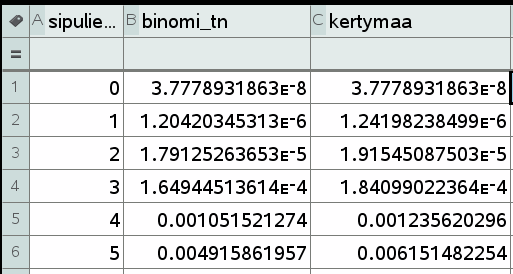 A sipulie... B binomi_tn C kertymaa
=
1 0 3.7778931863E-8 3.7778931863E-8
2 1 1.20420345313E-6 1.24198238499E-6
3 2 1.79125263653E-5 1.91545087503E-5
4 3 1.64944513614E-4 1.84099022364E-4
5 4 0.001051521274 0.001235620296
6 5 0.004915861957 0.006151482254